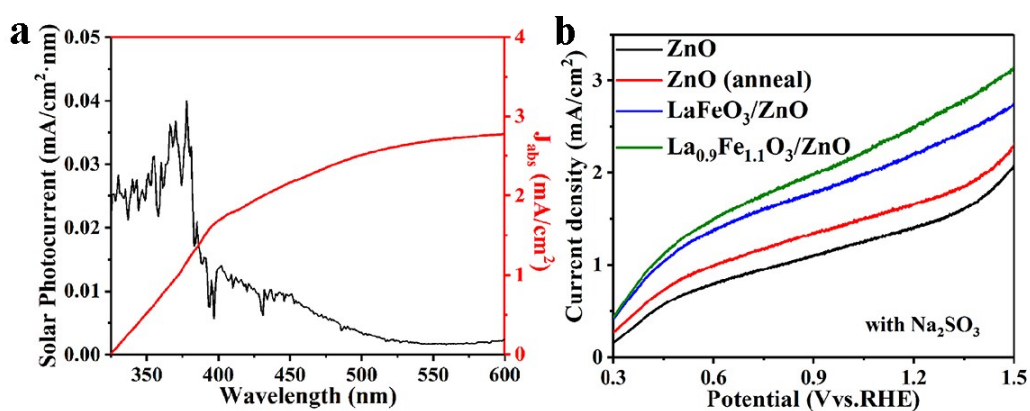 a
Solar Photocurrent (mA/cm²·nm)
0.05
0.04
0.03
0.02
0.01
0.00
350
400
450
500
550
600
Wavelength (nm)
4
3
2
1
0
J_abs (mA/cm²)
b
Currcnt density (mA/cm²)
3
2
1
0
ZnO
ZnO (anneal)
LaFeO₃/ZnO
La₀.₉Fe₁.₁O₃/ZnO
with Na₂SO₃
0.3
0.6
0.9
1.2
1.5
Potential (Vvs.RHE)